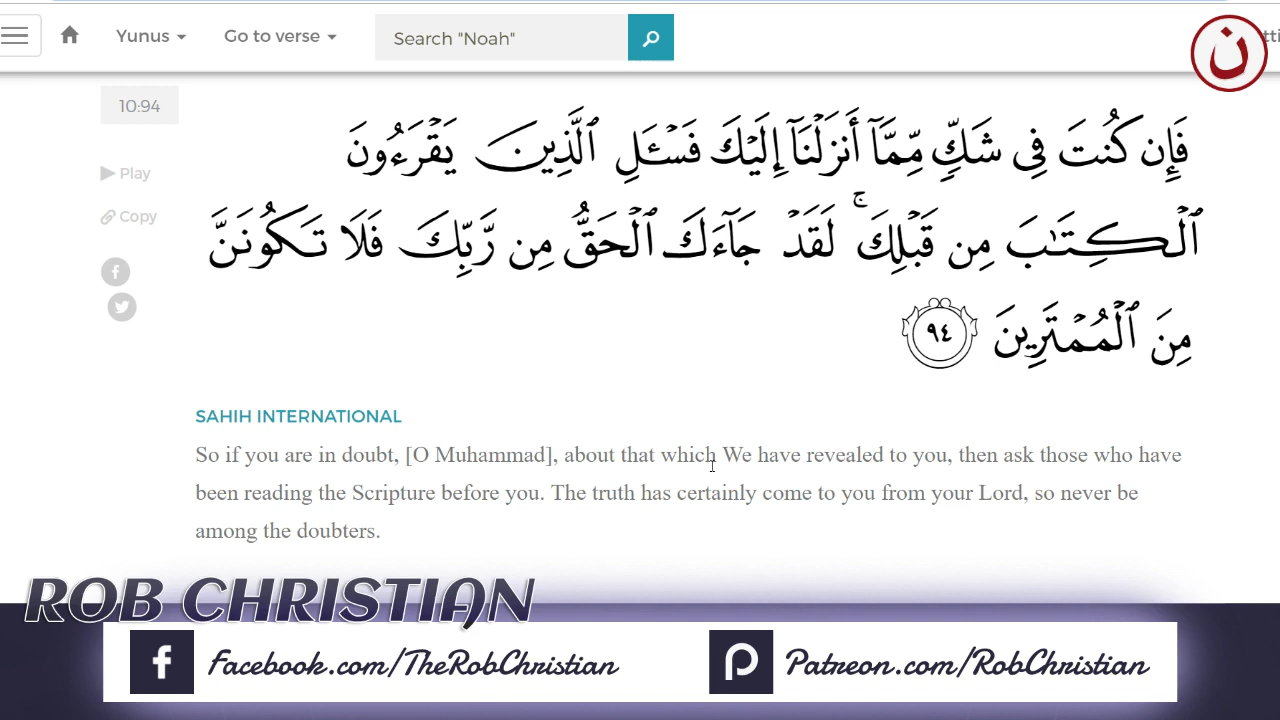 Yunus
Go to verse
Search "Noah"
ن
tti
10:94
Play
Copy
فَإِن كُنتَ فِى شَكٍّ مِّمَّآ أَنزَلْنَآ إِلَيْكَ فَسْـَٔلِ ٱلَّذِينَ يَقْرَءُونَ
ٱلْكِتَـٰبَ مِن قَبْلِكَ ۚ لَقَدْ جَآءَكَ ٱلْحَقُّ مِن رَّبِّكَ فَلَا تَكُونَنَّ
مِنَ ٱلْمُمْتَرِينَ ٩٤
SAHIH INTERNATIONAL
So if you are in doubt, [O Muhammad], about that which We have revealed to you, then ask those who have
been reading the Scripture before you. The truth has certainly come to you from your Lord, so never be
among the doubters.
ROB CHRISTIAN
Facebook.com/TheRobChristian
Patreon.com/RobChristian